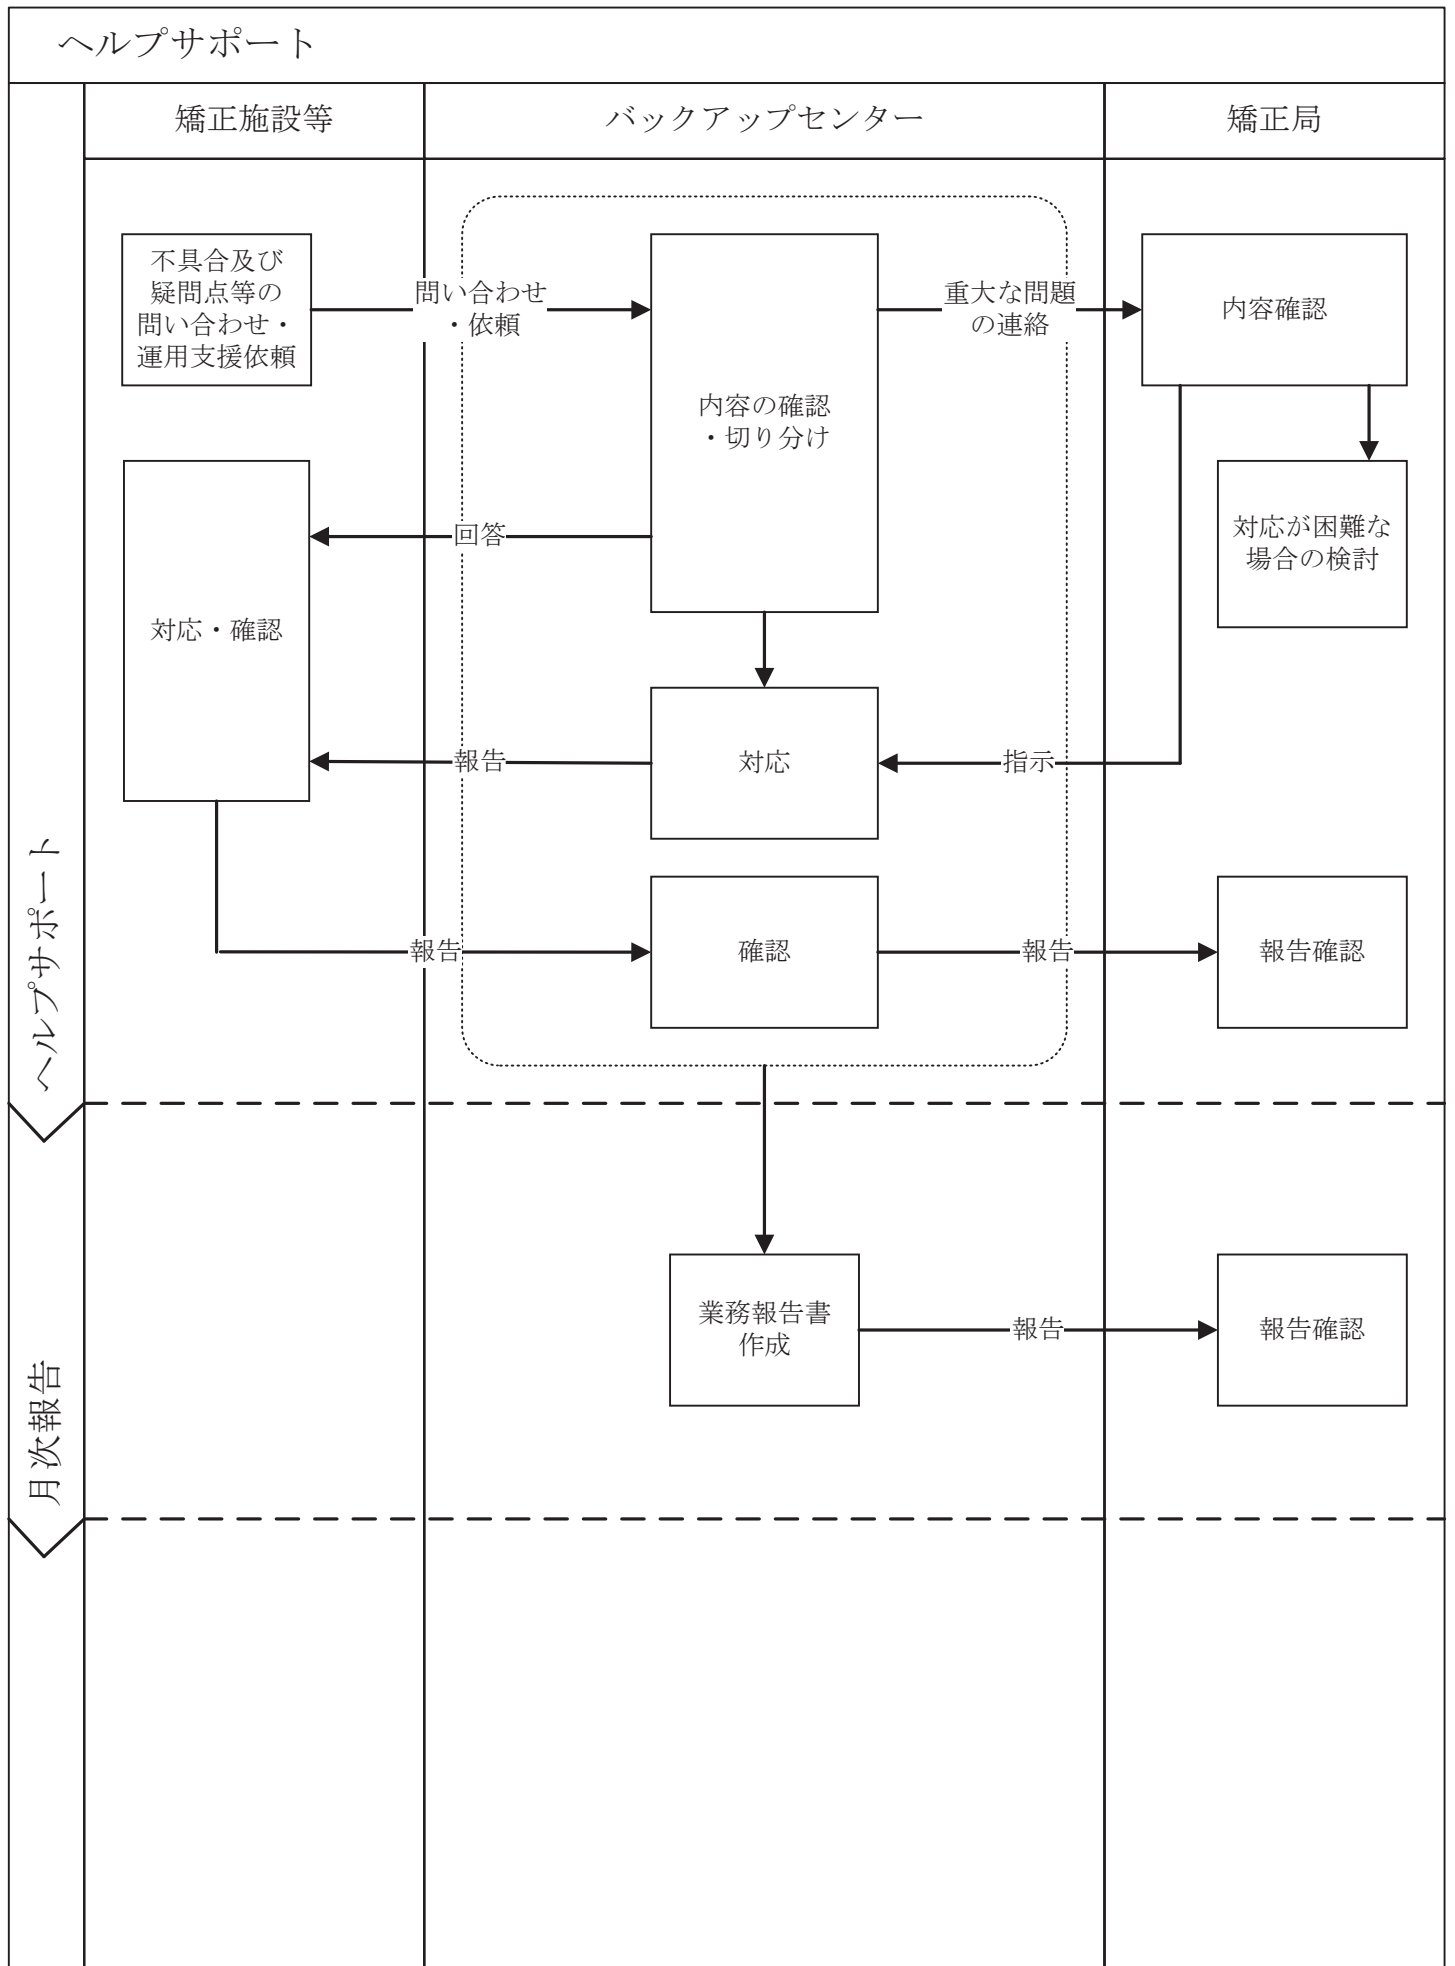 ヘルプサポート
矯正施設等
バックアップセンター
矯正局
不具合及び
疑問点等の
問い合わせ・
運用支援依頼
問い合わせ
・依頼
内容の確認
・切り分け
重大な問題
の連絡
内容確認
対応が困難な
場合の検討
回答
対応・確認
報告
対応
指示
報告
確認
報告
報告確認
ヘルプサポート
業務報告書
作成
報告
報告確認
月次報告